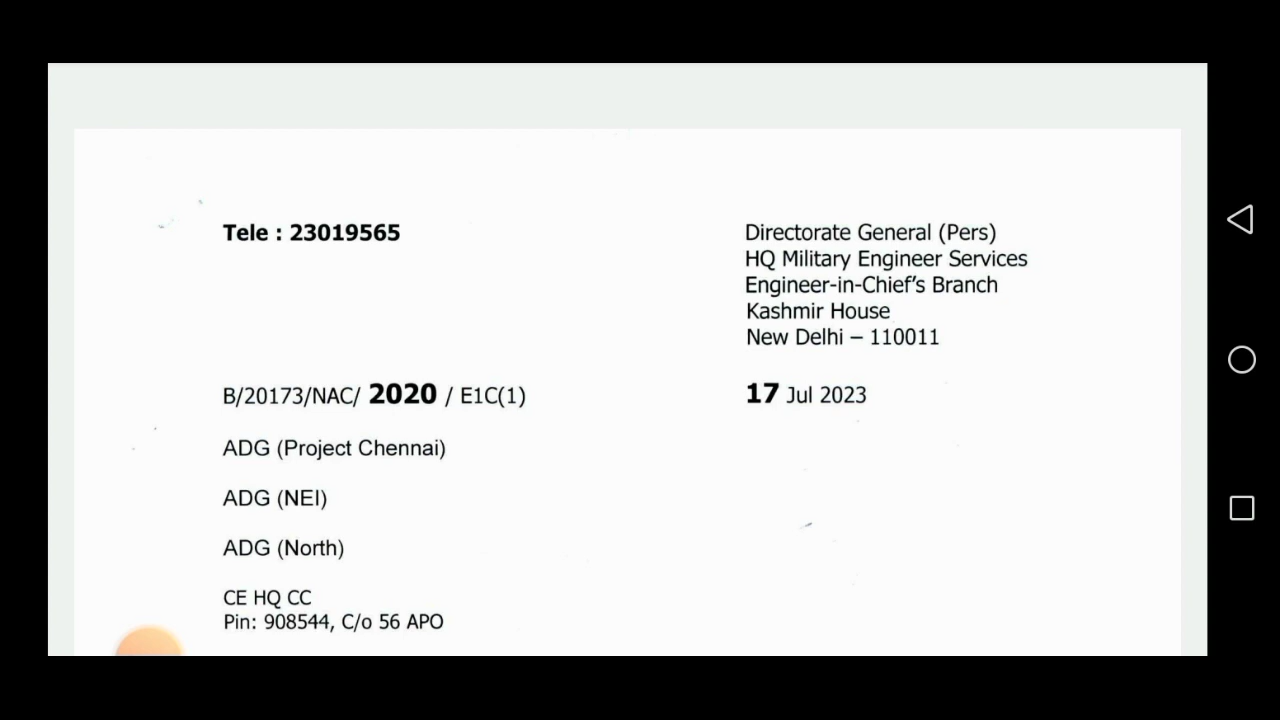 Tele : 23019565
Directorate General (Pers)
HQ Military Engineer Services
Engineer-in-Chief's Branch
Kashmir House
New Delhi – 110011
B/20173/NAC/ 2020 / E1C(1)
17 Jul 2023
ADG (Project Chennai)
ADG (NEI)
ADG (North)
CE HQ CC
Pin: 908544, C/o 56 APO